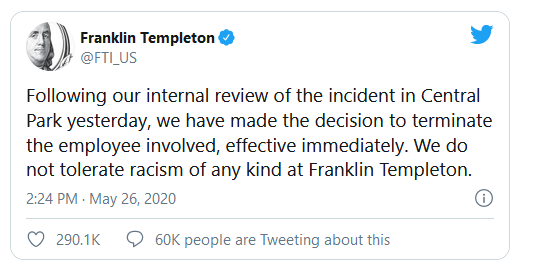 Franklin Templeton
@FTI_US
Following our internal review of the incident in Central
Park yesterday, we have made the decision to terminate
the employee involved, effective immediately. We do
not tolerate racism of any kind at Franklin Templeton.
2:24 PM · May 26, 2020
290.1K 60K people are Tweeting about this